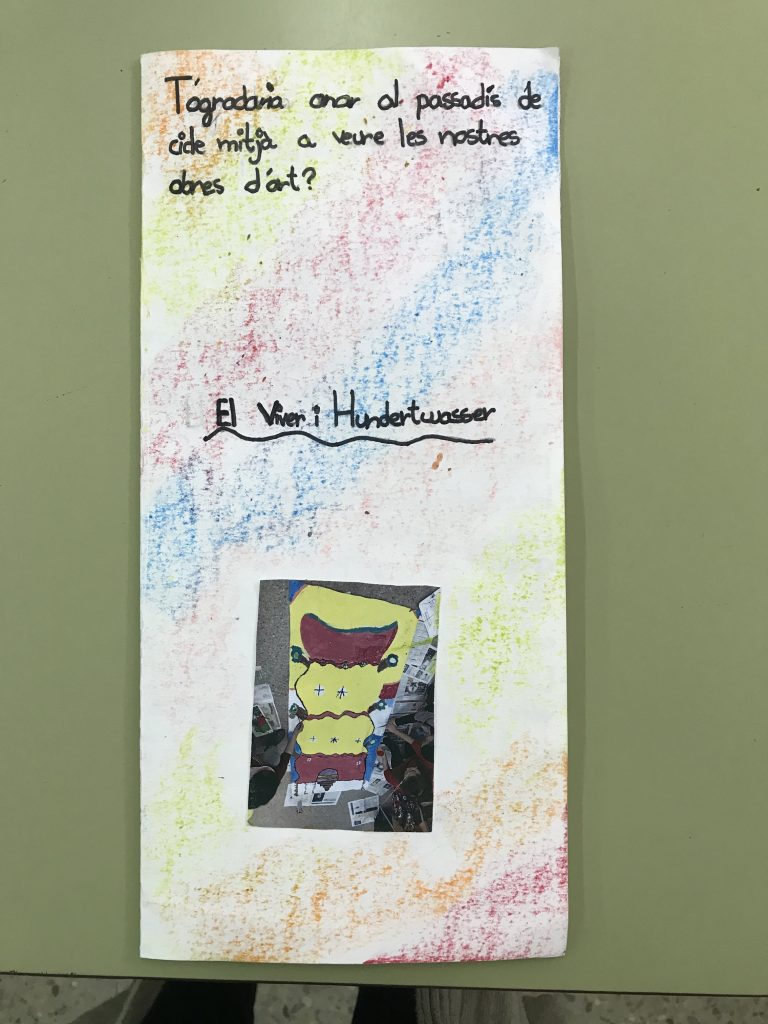 T'agradaria anar al passadís de
cicle mitjà a veure les nostres
obres d'art?
El Viver i Hundertwasser